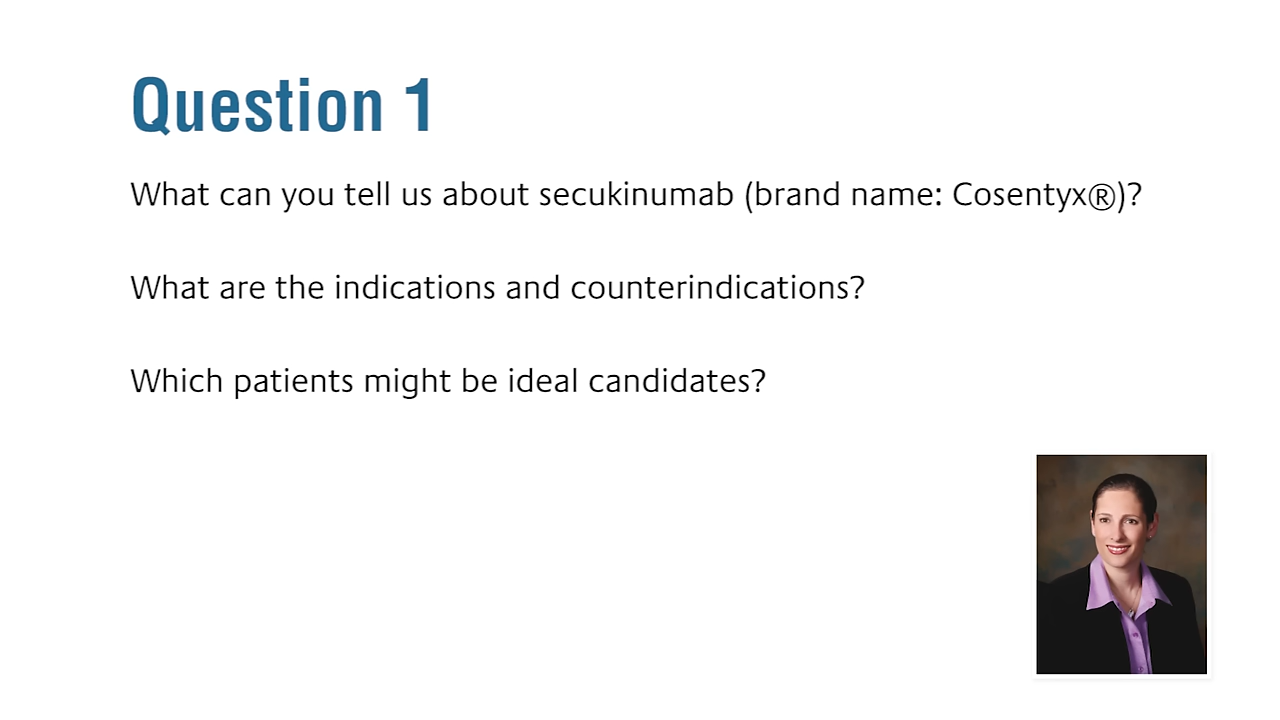 Question 1
What can you tell us about secukinumab (brand name: Cosentyx®)?
What are the indications and counterindications?
Which patients might be ideal candidates?